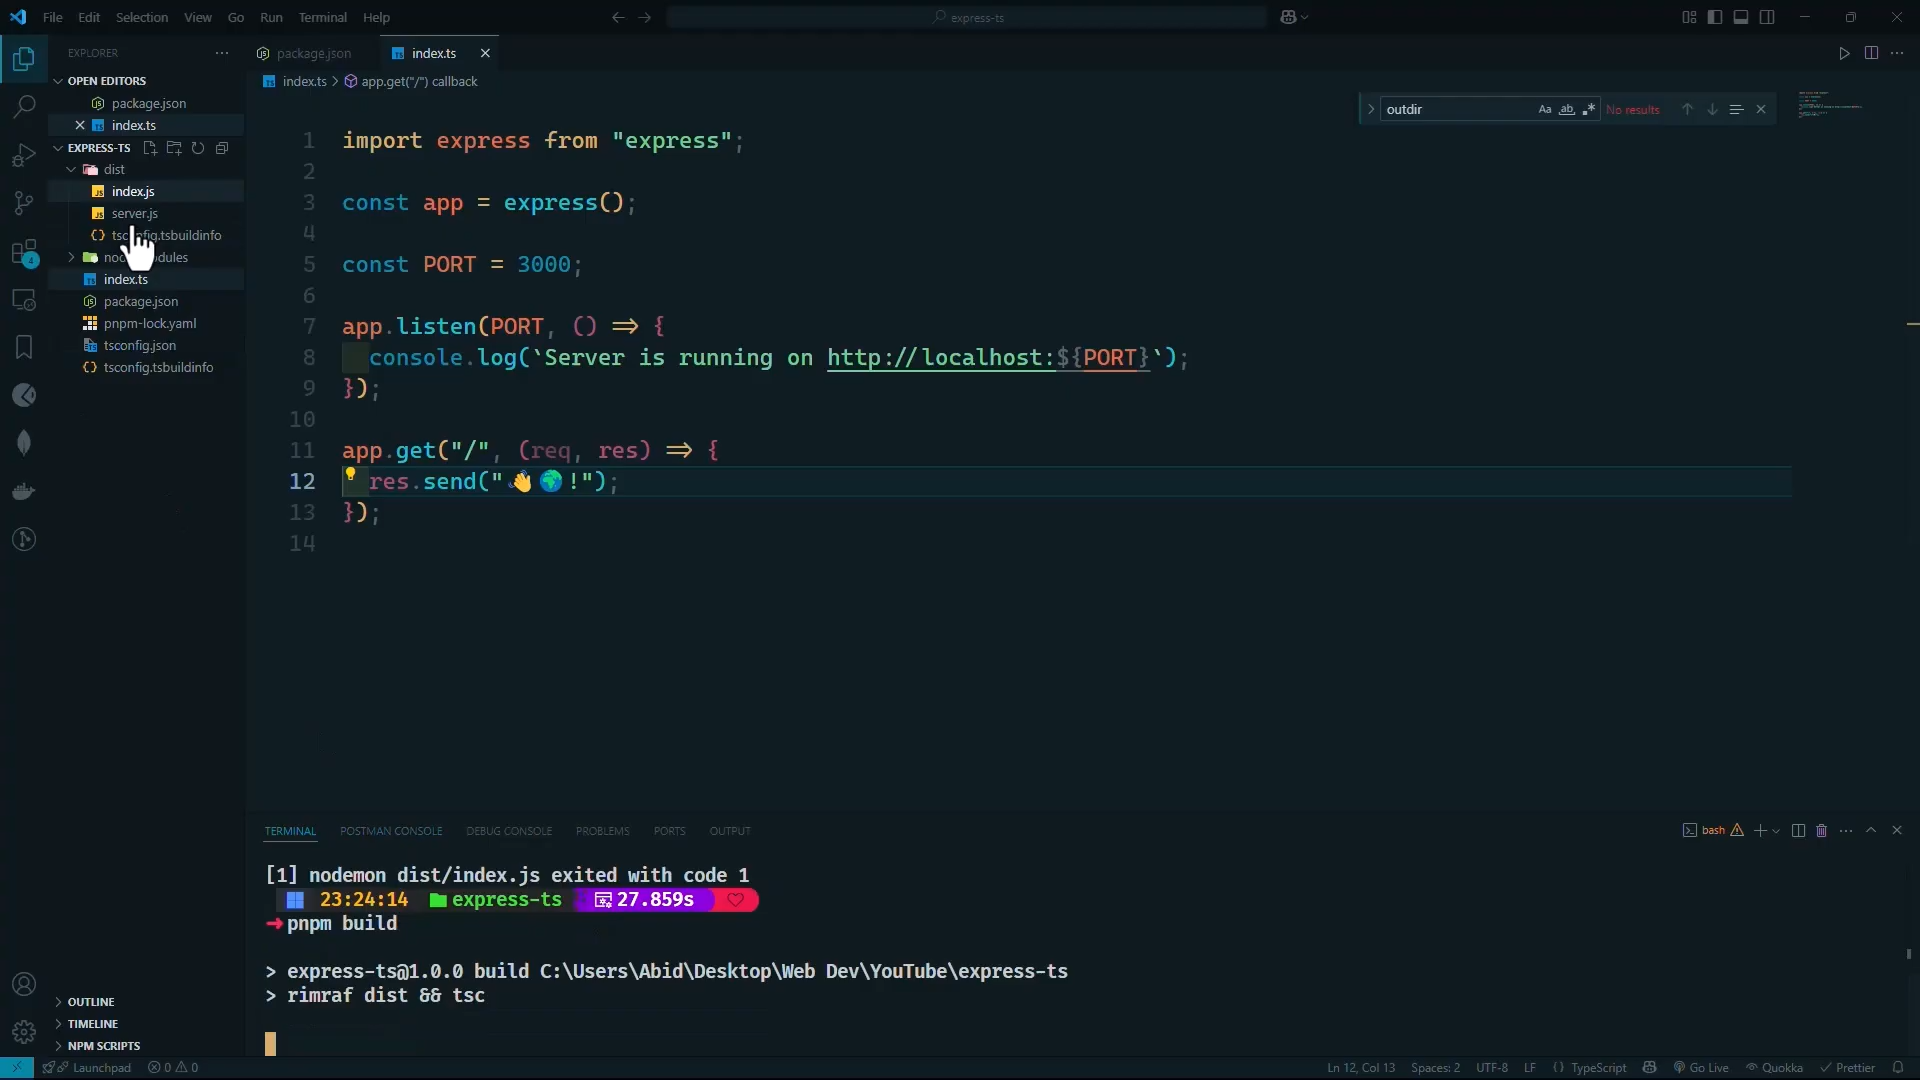 File Edit Selection View Go Run Terminal Help
express-ts
EXPLORER
OPEN EDITORS
package.json
index.ts
EXPRESS-TS
dist
index.js
server.js
tsconfig.tsbuildinfo
index.ts
package.json
pnpm-lock.yaml
tsconfig.json
tsconfig.tsbuildinfo
OUTLINE
TIMELINE
NPM SCRIPTS
package.json
index.ts
index.ts > app.get("/") callback
outdir
Aa ab .* No results
1 import express from "express";
2
3 const app = express();
4
5 const PORT = 3000;
6
7 app.listen(PORT, () => {
8 console.log(`Server is running on http://localhost:${PORT}`);
9 });
10
11 app.get("/", (req, res) => {
12 res.send("👋🌍!");
13 });
14
TERMINAL POSTMAN CONSOLE DEBUG CONSOLE PROBLEMS PORTS OUTPUT
bash
[1] nodemon dist/index.js exited with code 1
23:24:14 express-ts 27.859s
➜ pnpm build
> express-ts@1.0.0 build C:\Users\Abid\Desktop\Web Dev\YouTube\express-ts
> rimraf dist && tsc
4
Launchpad 0 0
Ln 12, Col 13 Spaces: 2 UTF-8 LF {} TypeScript Go Live Quokka Prettier